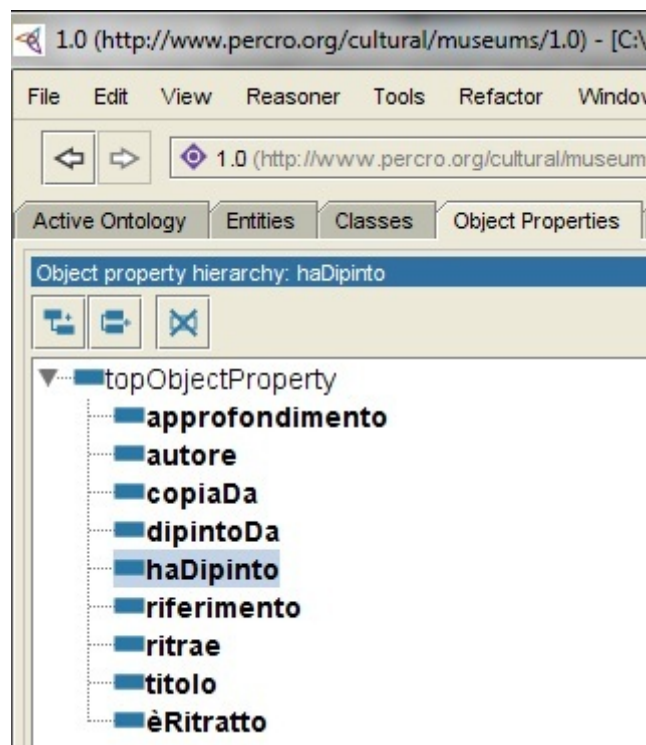 1.0 (http://www.percro.org/cultural/museums/1.0) - [C:\
File Edit View Reasoner Tools Refactor Window
1.0 (http://www.percro.org/cultural/museum
Active Ontology Entities Classes Object Properties
Object property hierarchy: haDipinto
topObjectProperty
approfondimento
autore
copiaDa
dipintoDa
haDipinto
riferimento
ritrae
titolo
èRitratto